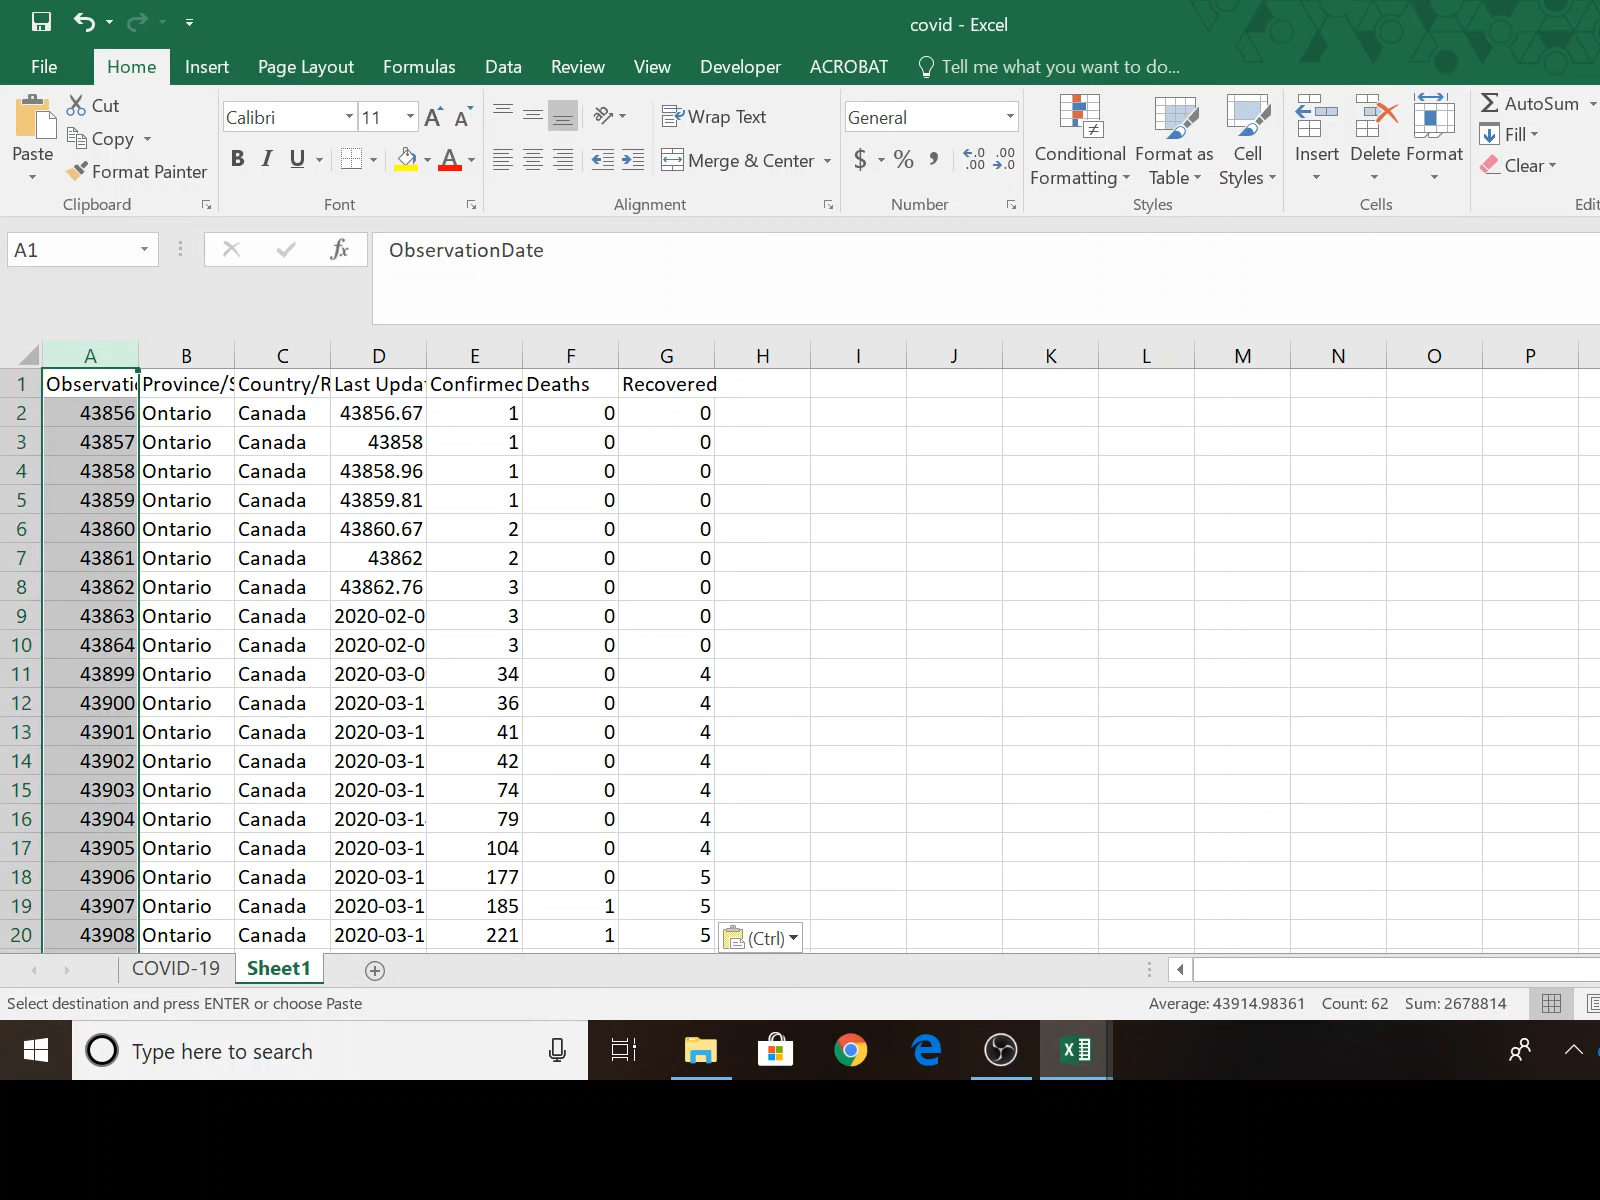 covid - Excel
File Home Insert Page Layout Formulas Data Review View Developer ACROBAT Tell me what you want to do...
Paste Cut Copy Format Painter Clipboard
Calibri 11 A A B I U A Font
Wrap Text Merge & Center Alignment
General $ % , .0 .00 .00 .0 Number
Conditional Formatting Format as Table Cell Styles Styles
Insert Delete Format Cells
AutoSum Fill Clear Edit
A1 fx ObservationDate
A B C D E F G H I J K L M N O P
1 Observatio Province/S Country/R Last Updat Confirmed Deaths Recovered
2 43856 Ontario Canada 43856.67 1 0 0
3 43857 Ontario Canada 43858 1 0 0
4 43858 Ontario Canada 43858.96 1 0 0
5 43859 Ontario Canada 43859.81 1 0 0
6 43860 Ontario Canada 43860.67 2 0 0
7 43861 Ontario Canada 43862 2 0 0
8 43862 Ontario Canada 43862.76 3 0 0
9 43863 Ontario Canada 2020-02-0 3 0 0
10 43864 Ontario Canada 2020-02-0 3 0 0
11 43899 Ontario Canada 2020-03-0 34 0 4
12 43900 Ontario Canada 2020-03-1 36 0 4
13 43901 Ontario Canada 2020-03-1 41 0 4
14 43902 Ontario Canada 2020-03-1 42 0 4
15 43903 Ontario Canada 2020-03-1 74 0 4
16 43904 Ontario Canada 2020-03-1 79 0 4
17 43905 Ontario Canada 2020-03-1 104 0 4
18 43906 Ontario Canada 2020-03-1 177 0 5
19 43907 Ontario Canada 2020-03-1 185 1 5
20 43908 Ontario Canada 2020-03-1 221 1 5 (Ctrl)
COVID-19 Sheet1
Select destination and press ENTER or choose Paste Average: 43914.98361 Count: 62 Sum: 2678814
Type here to search